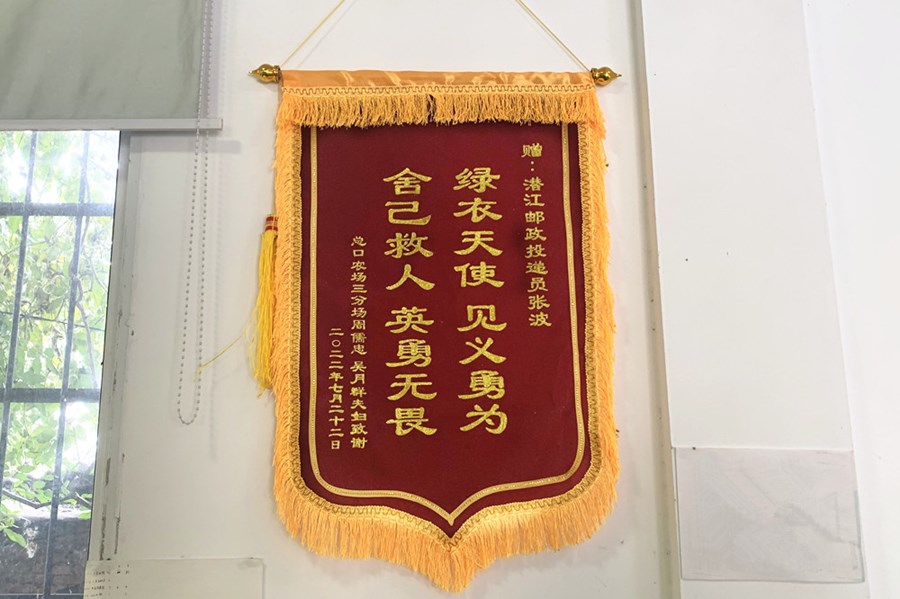 赠：潜江邮政投递员张波
绿衣天使 见义勇为
舍己救人 英勇无畏
总口农场三分场周儒忠 吴月群夫妇致谢
二〇二二年七月二十二日